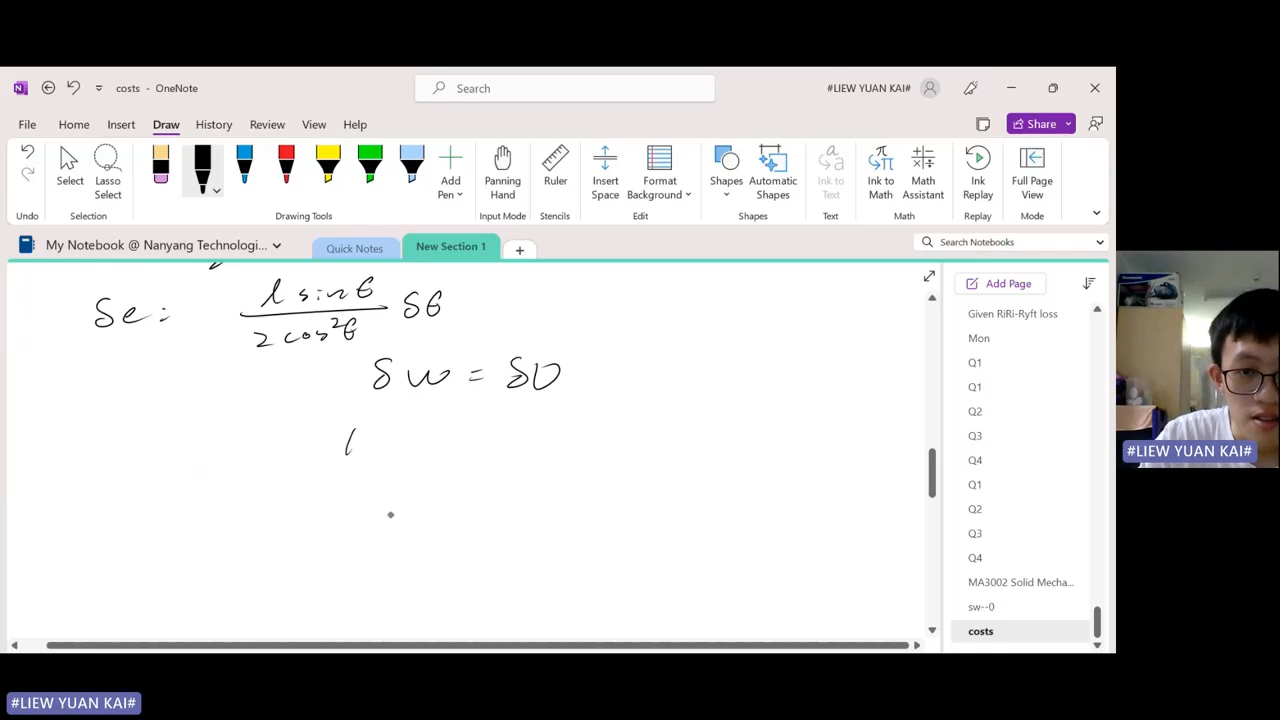 costs - OneNote
Search
#LIEW YUAN KAI#
File Home Insert Draw History Review View Help
Share
Select
Lasso Select
Add Pen
Panning Hand
Ruler
Insert Space
Format Background
Shapes
Automatic Shapes
Ink to Text
Ink to Math
Math Assistant
Ink Replay
Full Page View
Undo
Selection
Drawing Tools
Input Mode
Stencils
Edit
Shapes
Text
Math
Replay
Mode
My Notebook @ Nanyang Technologi...
Quick Notes
New Section 1
Search Notebooks
δe: l sinθ / 2 cos²θ δθ
δw = δU
(
Add Page
Given RiRi-Ryft loss
Mon
Q1
Q1
Q2
Q3
Q4
Q1
Q2
Q3
Q4
MA3002 Solid Mecha...
sw--0
costs
#LIEW YUAN KAI#
#LIEW YUAN KAI#